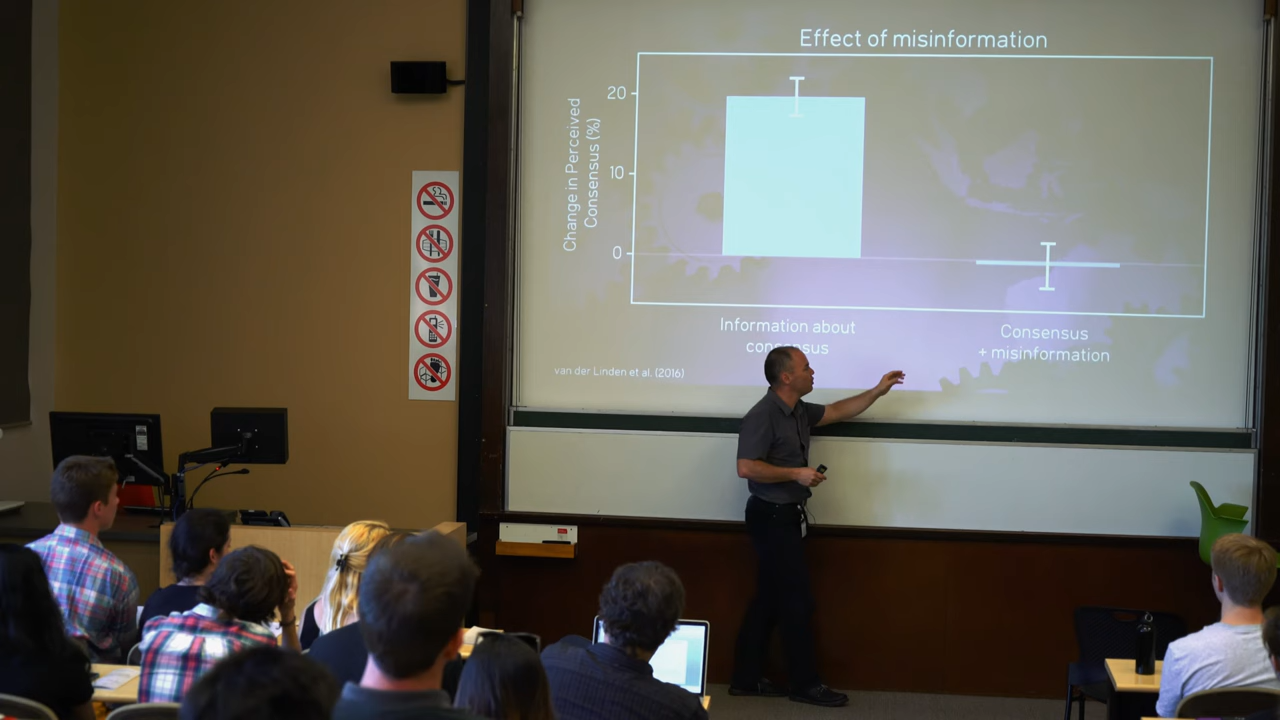 Effect of misinformation
Change in Perceived
Consensus (%)
20
10
0
Information about
consensus
Consensus
+ misinformation
van der Linden et al. (2016)